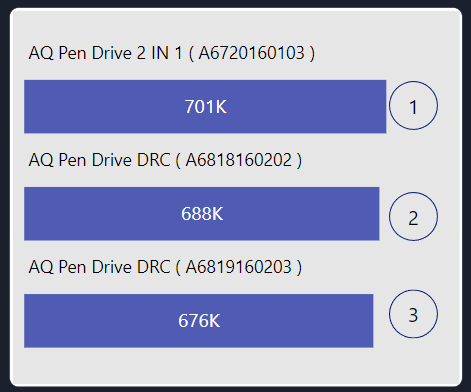 AQ Pen Drive 2 IN 1 ( A6720160103 )
701K
1
AQ Pen Drive DRC ( A6818160202 )
688K
2
AQ Pen Drive DRC ( A6819160203 )
676K
3